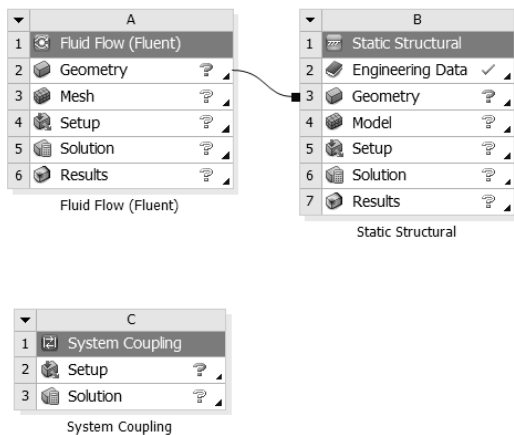 A
1 Fluid Flow (Fluent)
2 Geometry ?
3 Mesh ?
4 Setup ?
5 Solution ?
6 Results ?
Fluid Flow (Fluent)
B
1 Static Structural
2 Engineering Data ✓
3 Geometry ?
4 Model ?
5 Setup ?
6 Solution ?
7 Results ?
Static Structural
C
1 System Coupling
2 Setup ?
3 Solution ?
System Coupling